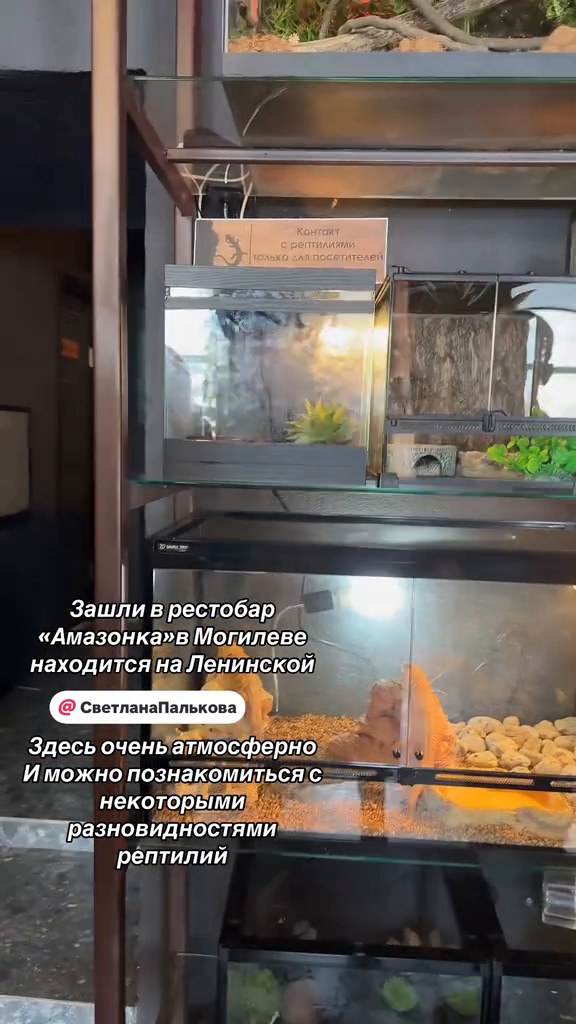 Контакт
с рептилиями
только для посетителей
Зашли в рестобар
«Амазонка»в Могилеве
находится на Ленинской
@СветланаПалькова
Здесь очень атмосферно
И можно познакомиться с
некоторыми
разновидностями
рептилий